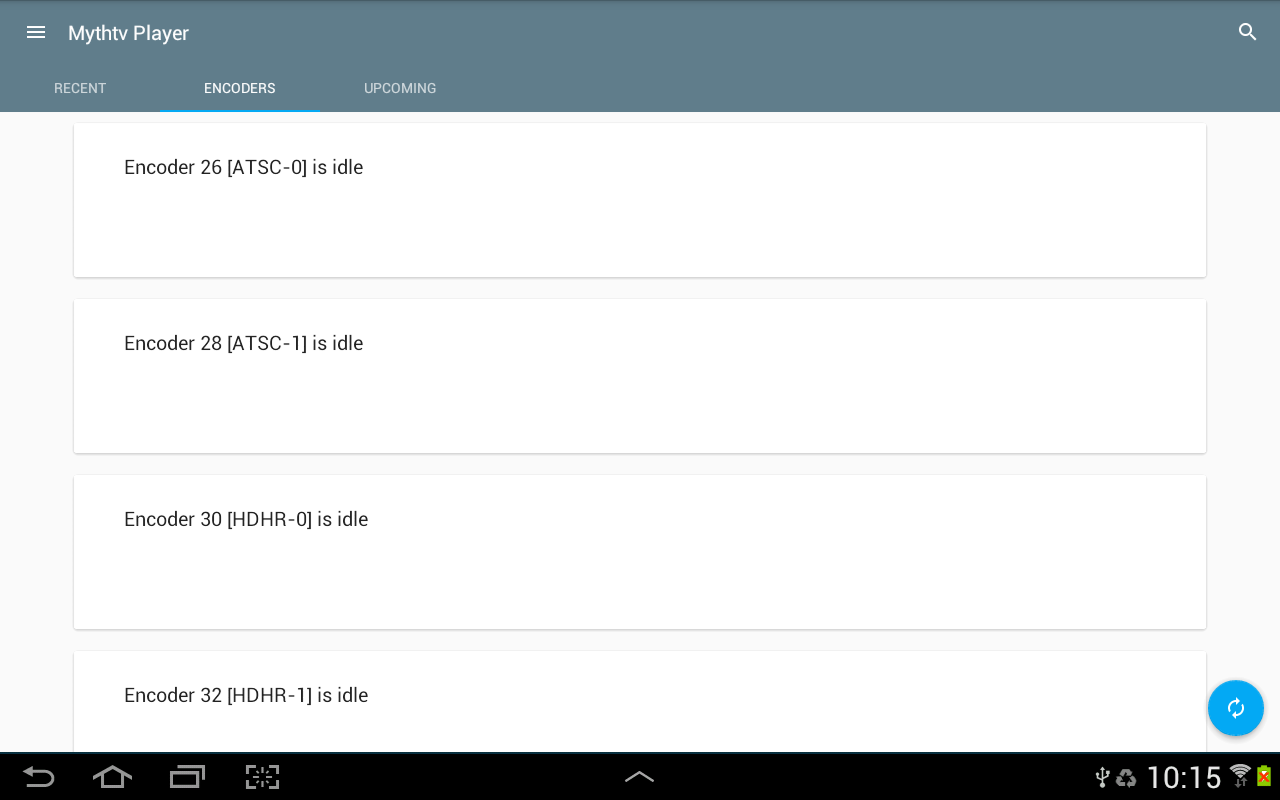 Mythtv Player
RECENT ENCODERS UPCOMING
Encoder 26 [ATSC-0] is idle
Encoder 28 [ATSC-1] is idle
Encoder 30 [HDHR-0] is idle
Encoder 32 [HDHR-1] is idle
10:15